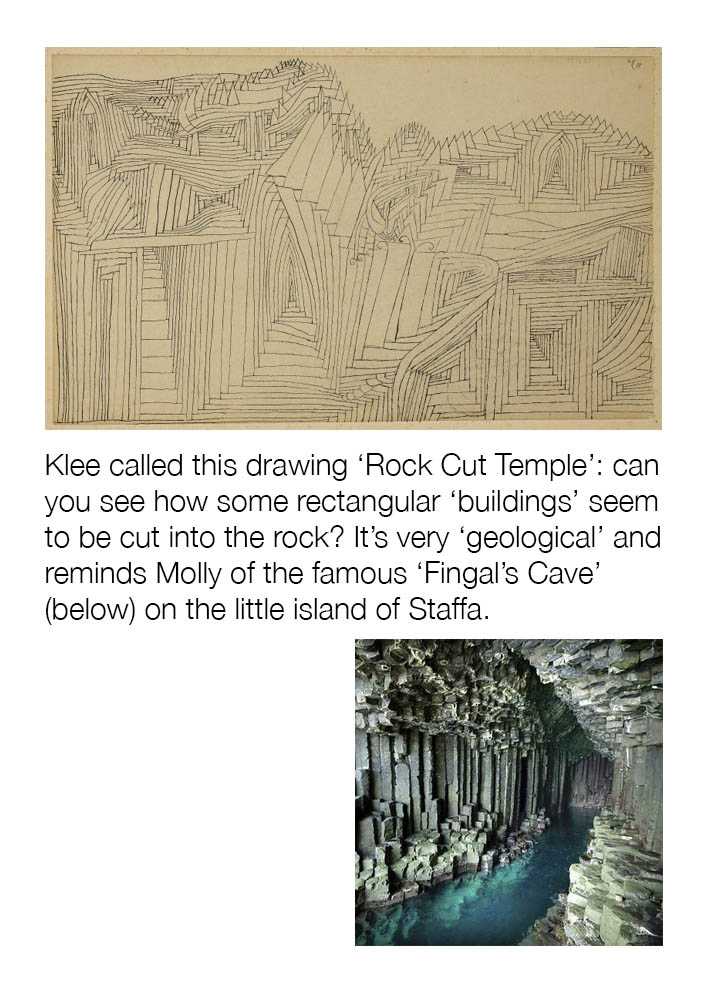 Klee called this drawing ‘Rock Cut Temple’: can
you see how some rectangular ‘buildings’ seem
to be cut into the rock? It’s very ‘geological’ and
reminds Molly of the famous ‘Fingal’s Cave’
(below) on the little island of Staffa.